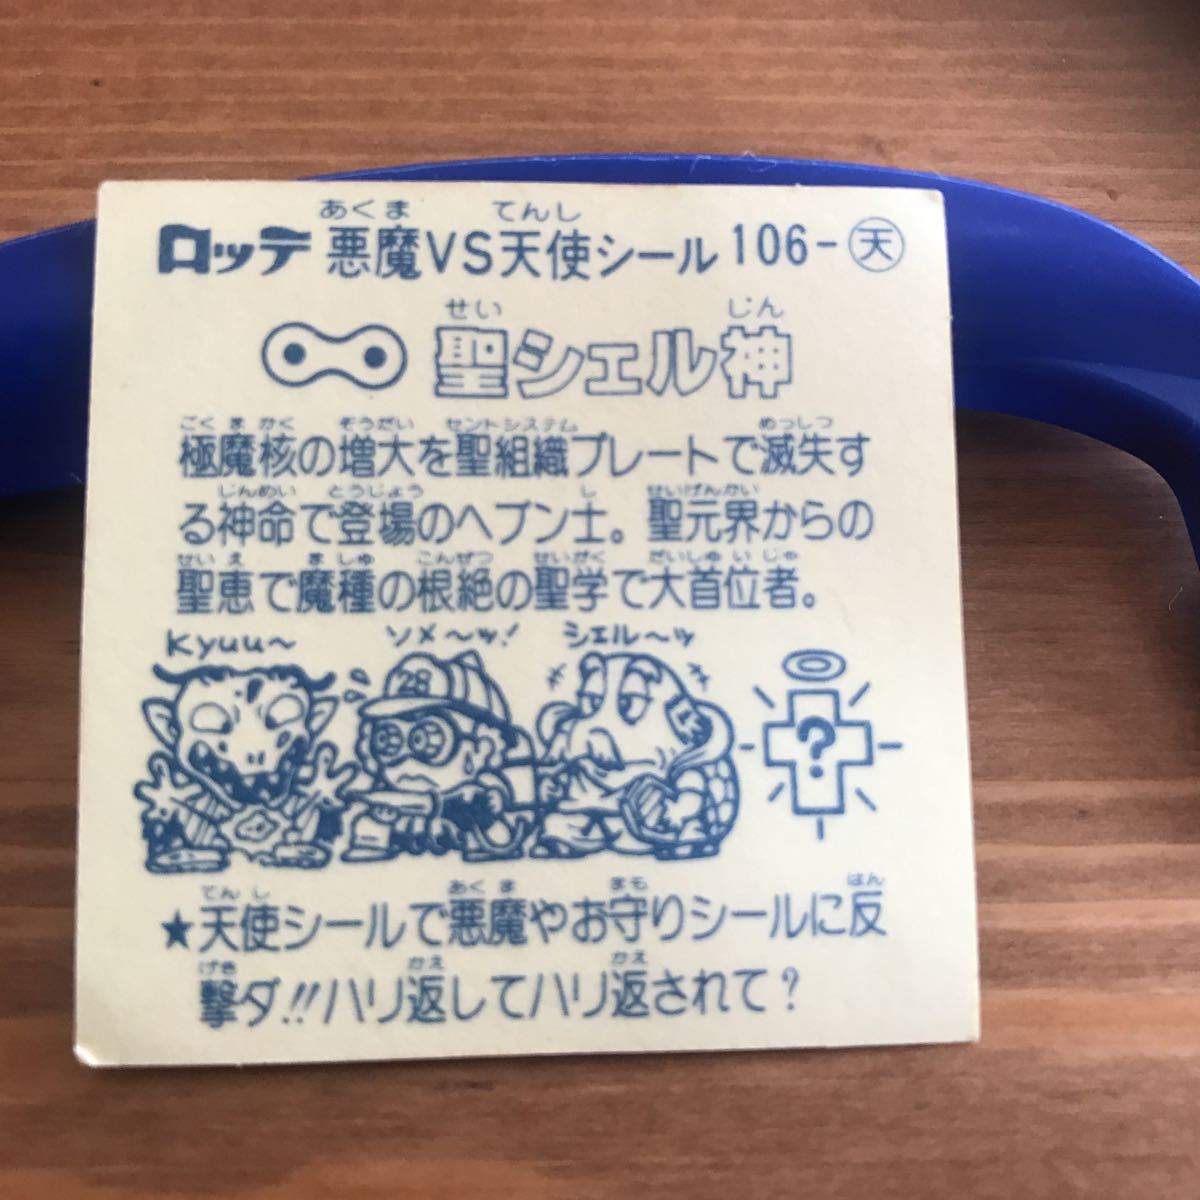 あくま てんし
ロッテ 悪魔VS天使シール 106-天
せい じん
聖シェル神
ごくまかく ぞうだい セントシステム めっしつ
極魔核の増大を聖組織プレートで滅失す
じんめい とうじょう し せいげんかい
る神命で登場のヘブン士。聖元界からの
せいえ ましゅ こんぜつ せいがく だいしゅいじゃ
聖恵で魔種の根絶の聖学で大首位者。
Kyuu〜 ソメ〜ッ! シェル〜ッ
28
?
てんし あくま まも はん
★天使シールで悪魔やお守りシールに反
げき かえ かえ
撃ダ!!ハリ返してハリ返されて?